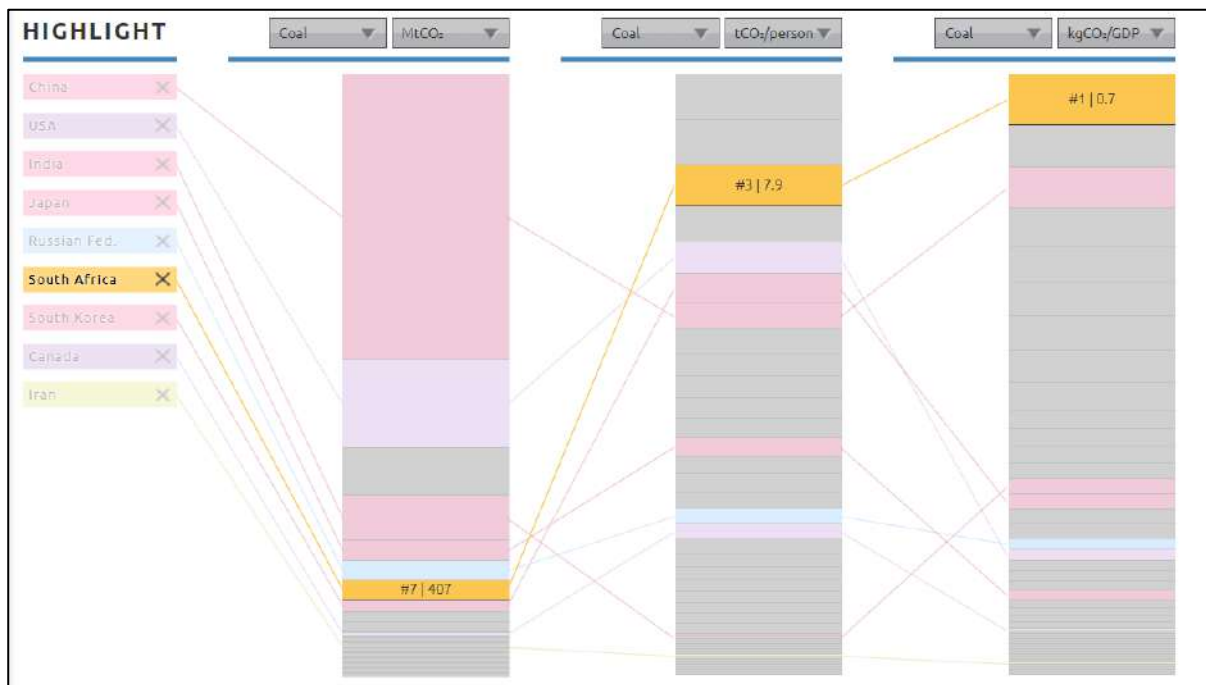 HIGHLIGHT
Coal
MtCO₂
Coal
tCO₂/person
Coal
kgCO₂/GDP
China
USA
India
Japan
Russian Fed.
South Africa
South Korea
Canada
Iran
#7 | 407
#3 | 7.9
#1 | 0.7